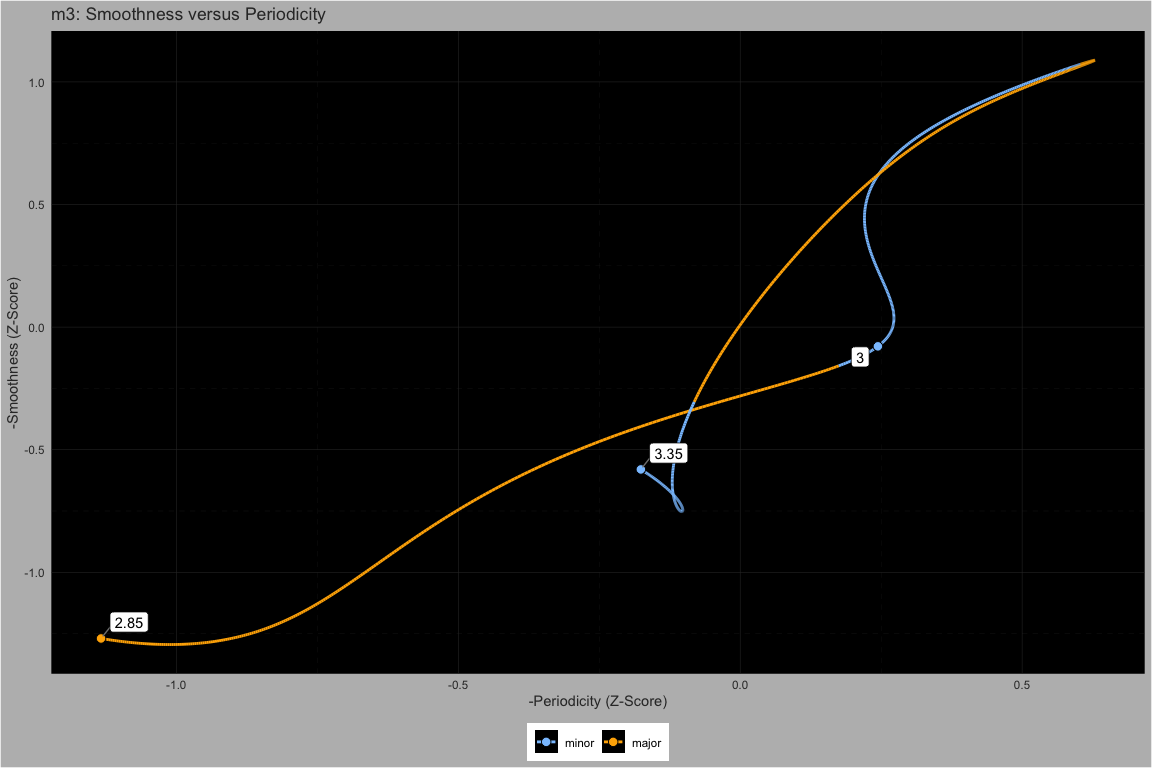 m3: Smoothness versus Periodicity
1.0
0.5
0.0
-0.5
-1.0
-Smoothness (Z-Score)
3
3.35
2.85
-1.0
-0.5
0.0
0.5
-Periodicity (Z-Score)
minor
major